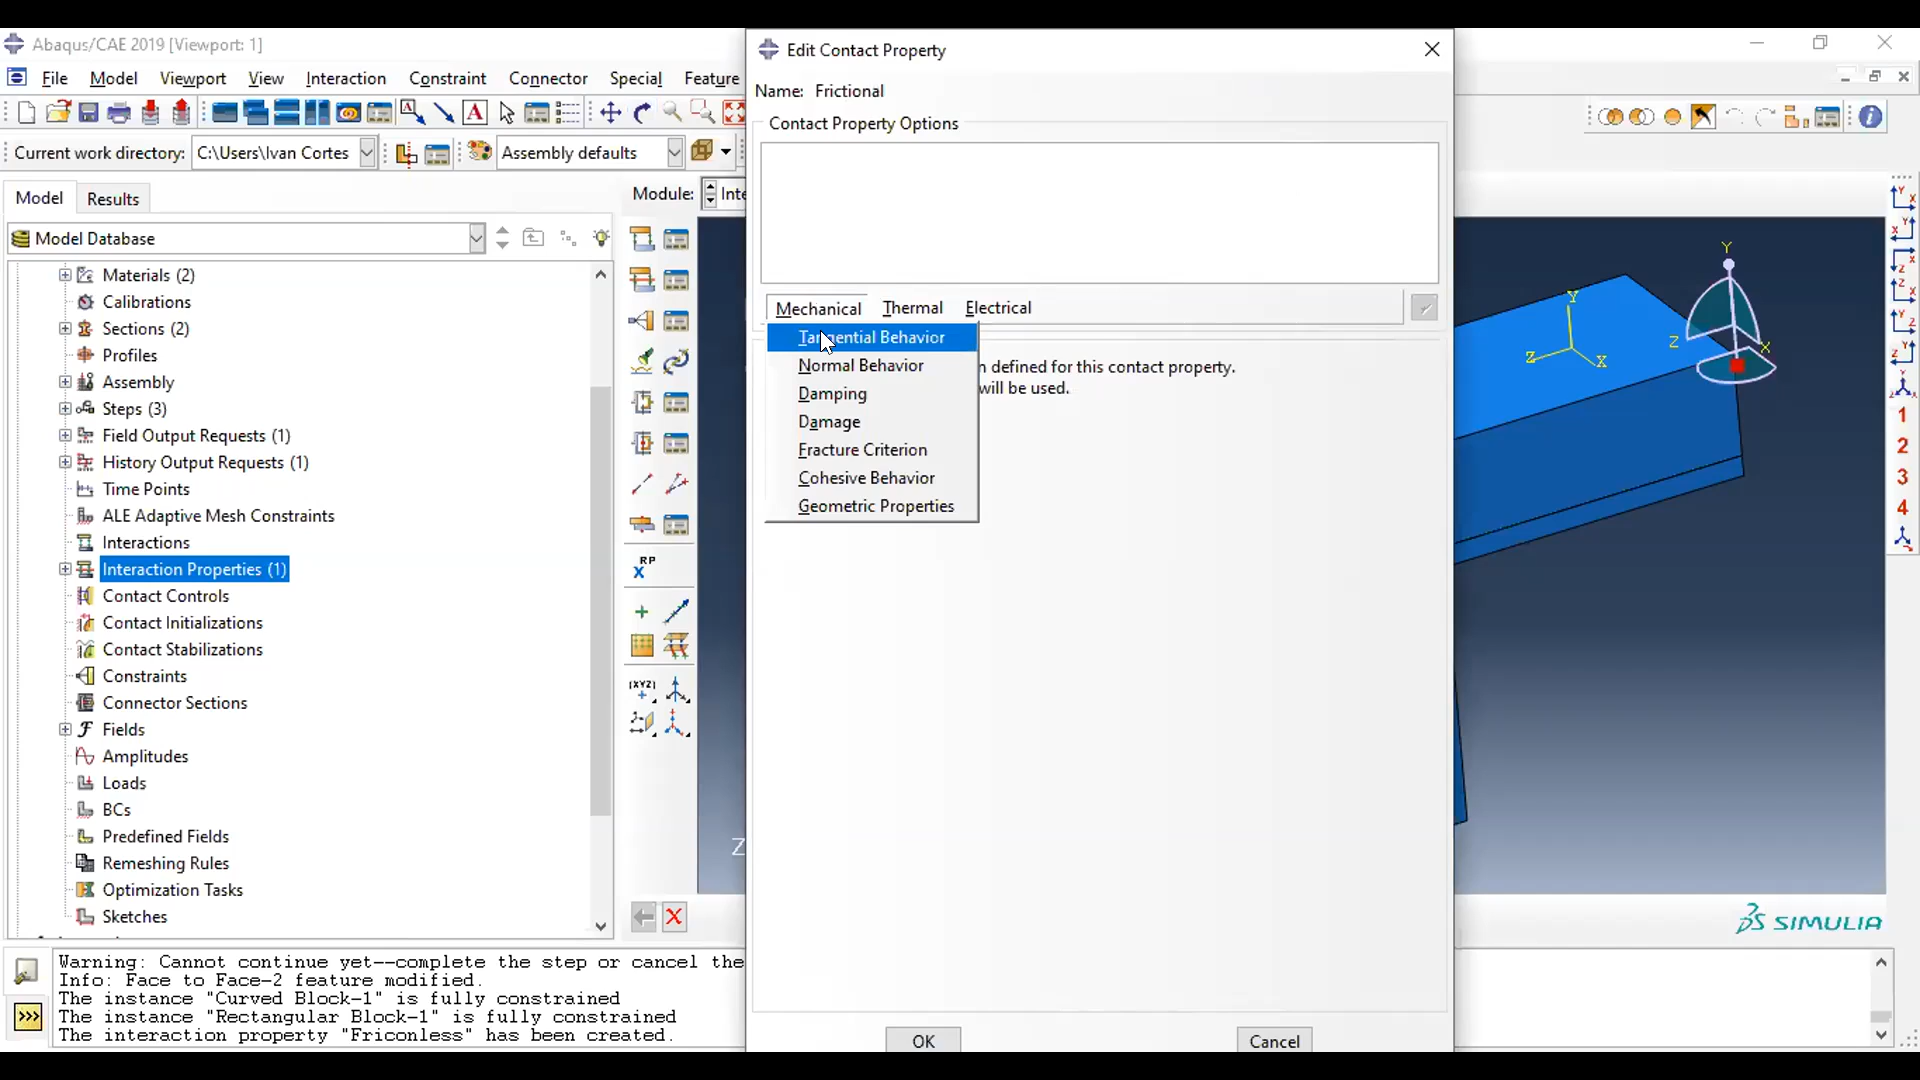 Abaqus/CAE 2019 [Viewport: 1]
File Model Viewport View Interaction Constraint Connector Special Feature
Current work directory: C:\Users\Ivan Cortes
Assembly defaults
Model Results
Module:
Model Database
Materials (2)
Calibrations
Sections (2)
Profiles
Assembly
Steps (3)
Field Output Requests (1)
History Output Requests (1)
Time Points
ALE Adaptive Mesh Constraints
Interactions
Interaction Properties (1)
Contact Controls
Contact Initializations
Contact Stabilizations
Constraints
Connector Sections
Fields
Amplitudes
Loads
BCs
Predefined Fields
Remeshing Rules
Optimization Tasks
Sketches
RP
X
(XYZ)
Edit Contact Property
Name: Frictional
Contact Property Options
Mechanical Thermal Electrical
Tangential Behavior
Normal Behavior
Damping
Damage
Fracture Criterion
Cohesive Behavior
Geometric Properties
defined for this contact property.
will be used.
OK Cancel
Y
Z
X
Y
Z
X
Z
1
2
3
4
SIMULIA
Warning: Cannot continue yet--complete the step or cancel the
Info: Face to Face-2 feature modified.
The instance "Curved Block-1" is fully constrained
The instance "Rectangular Block-1" is fully constrained
The interaction property "Friconless" has been created.